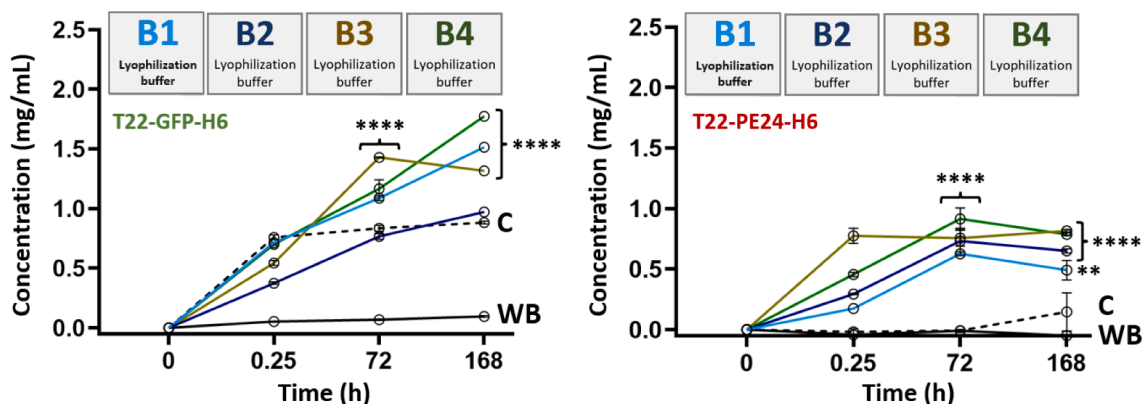 2.5
2.0
1.5
1.0
0.5
0.0
Concentration (mg/mL)
B1
Lyophilization
buffer
B2
Lyophilization
buffer
B3
Lyophilization
buffer
B4
Lyophilization
buffer
T22-GFP-H6
****
****
C
WB
0
0.25
72
168
Time (h)
2.5
2.0
1.5
1.0
0.5
0.0
Concentration (mg/mL)
B1
Lyophilization
buffer
B2
Lyophilization
buffer
B3
Lyophilization
buffer
B4
Lyophilization
buffer
T22-PE24-H6
****
****
**
C
WB
0
0.25
72
168
Time (h)